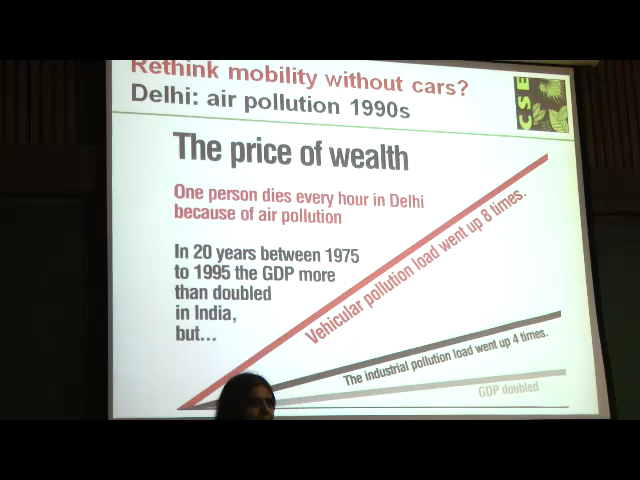 Rethink mobility without cars?
Delhi: air pollution 1990s
CSE
The price of wealth
One person dies every hour in Delhi
because of air pollution
In 20 years between 1975
to 1995 the GDP more
than doubled
in India,
but...
Vehicular pollution load went up 8 times.
The industrial pollution load went up 4 times.
GDP doubled